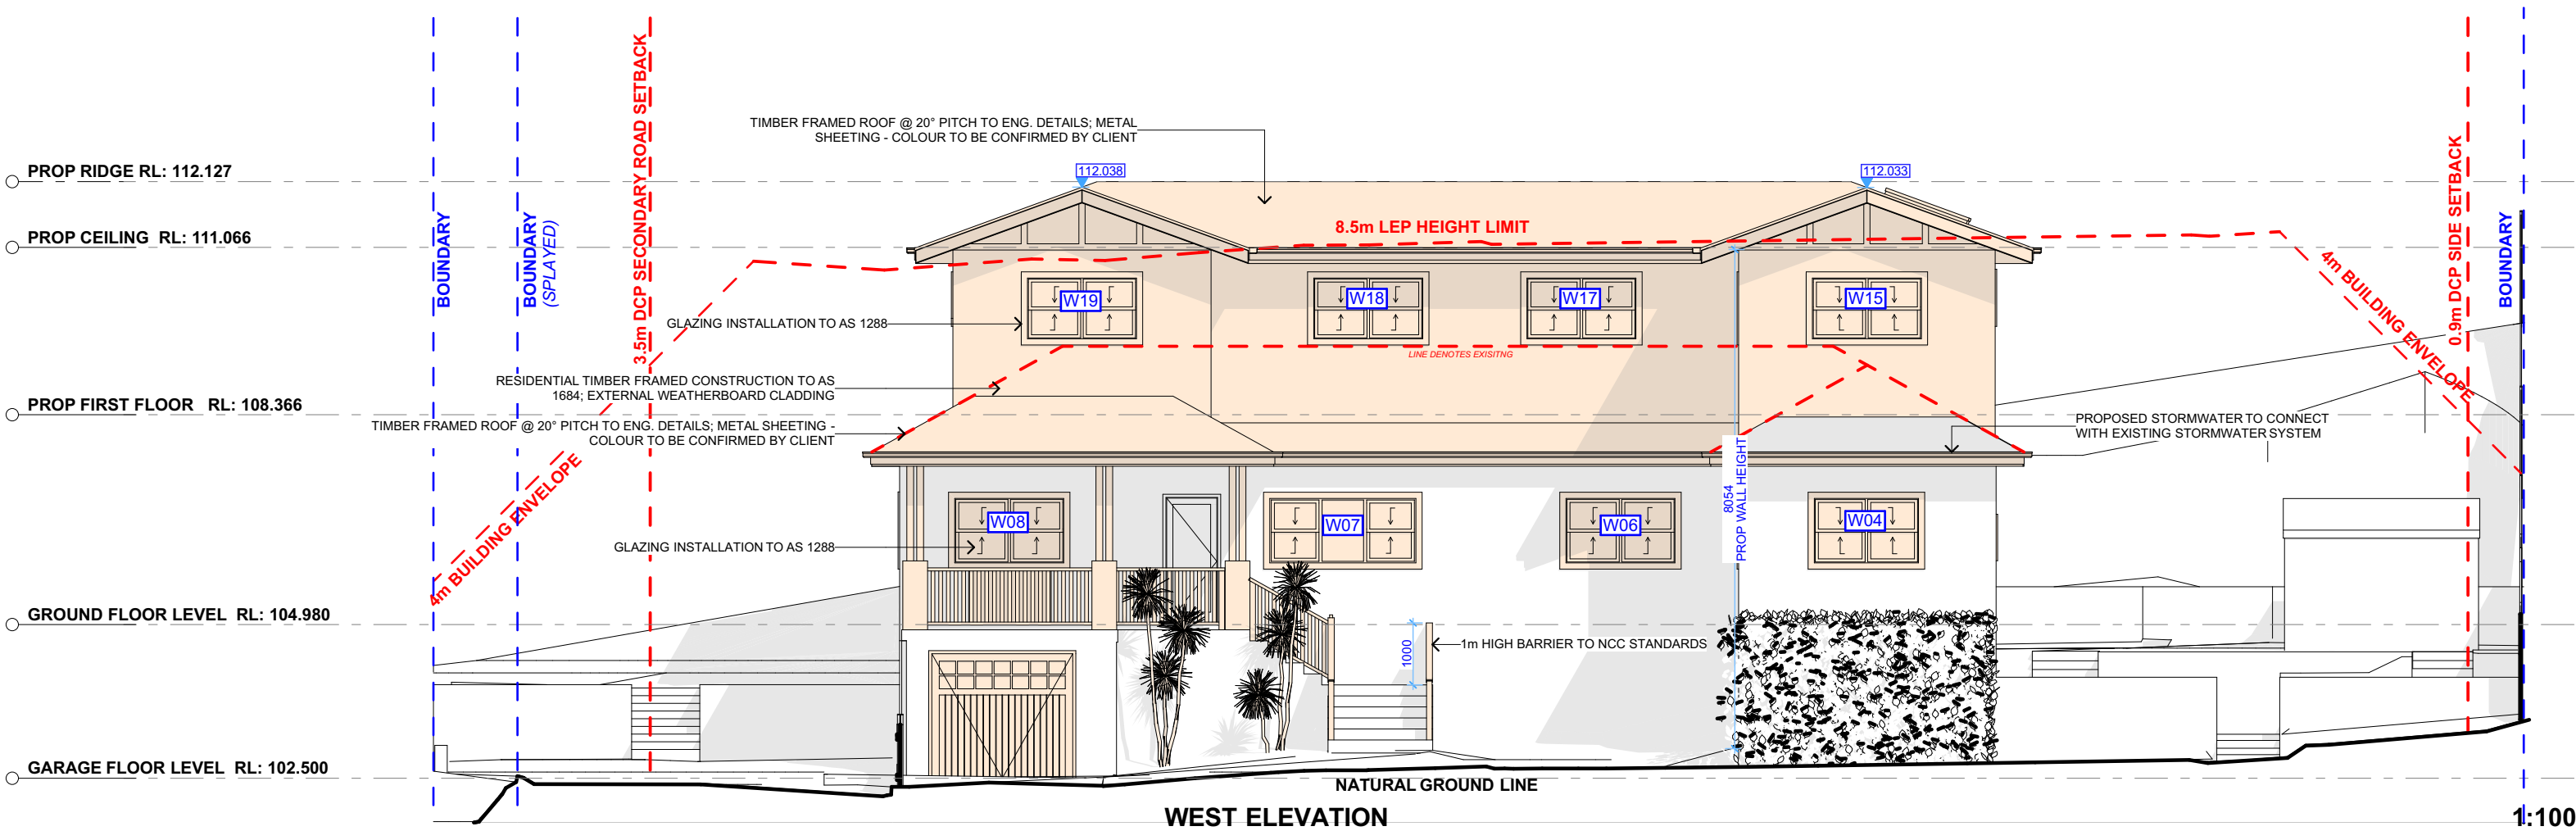 TIMBER FRAMED ROOF @ 20° PITCH TO ENG. DETAILS; METAL
SHEETING - COLOUR TO BE CONFIRMED BY CLIENT
PROP RIDGE RL: 112.127
112.038
112.033
PROP CEILING  RL: 111.066
BOUNDARY
BOUNDARY
(SPLAYED)
3.5m DCP SECONDARY ROAD SETBACK
8.5m LEP HEIGHT LIMIT
4m BUILDING ENVELOPE
0.9m DCP SIDE SETBACK
BOUNDARY
W19
W18
W17
W15
GLAZING INSTALLATION TO AS 1288
LINE DENOTES EXISITNG
RESIDENTIAL TIMBER FRAMED CONSTRUCTION TO AS
1684; EXTERNAL WEATHERBOARD CLADDING
PROP FIRST FLOOR  RL: 108.366
TIMBER FRAMED ROOF @ 20° PITCH TO ENG. DETAILS; METAL SHEETING -
COLOUR TO BE CONFIRMED BY CLIENT
PROPOSED STORMWATER TO CONNECT
WITH EXISTING STORMWATER SYSTEM
4m BUILDING ENVELOPE
8054
PROP WALL HEIGHT
W08
W07
W06
W04
GLAZING INSTALLATION TO AS 1288
GROUND FLOOR LEVEL  RL: 104.980
1000
1m HIGH BARRIER TO NCC STANDARDS
GARAGE FLOOR LEVEL  RL: 102.500
NATURAL GROUND LINE
WEST ELEVATION
1:100